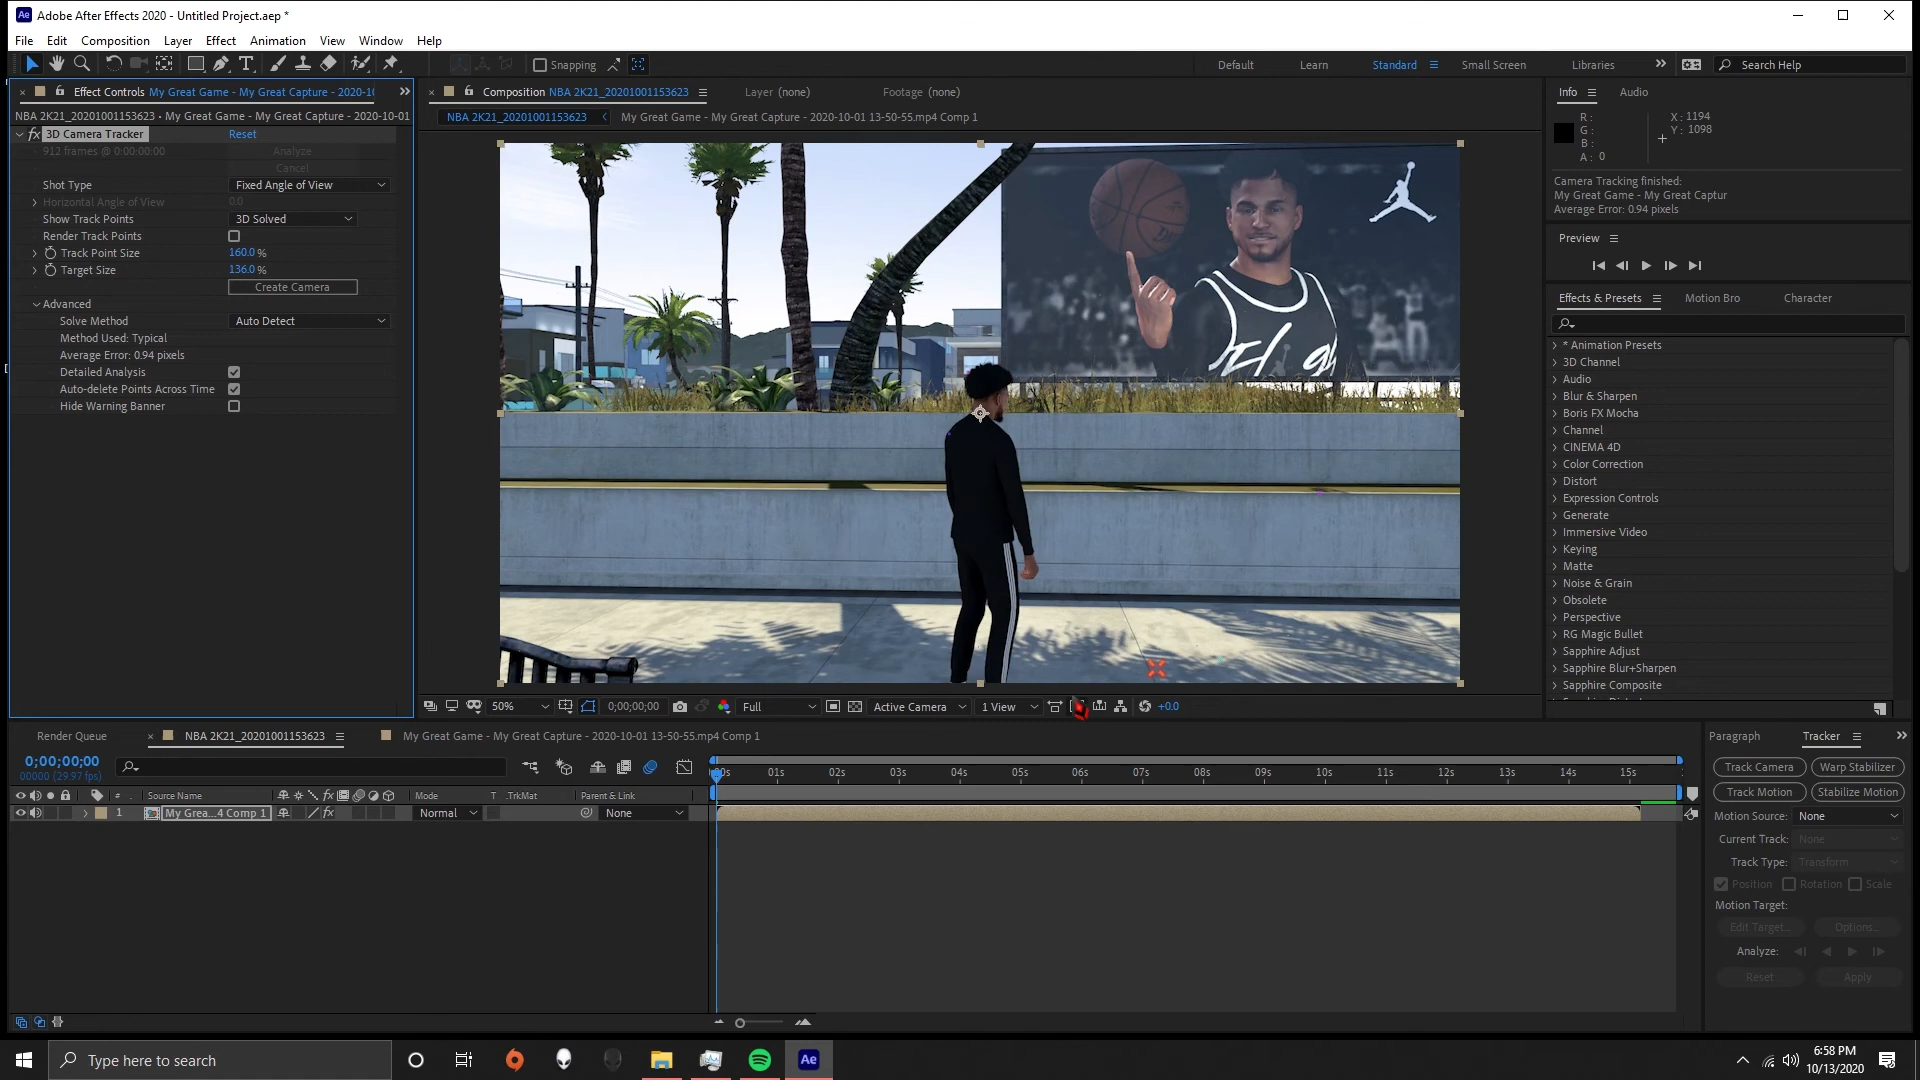 Adobe After Effects 2020 - Untitled Project.aep *
File Edit Composition Layer Effect Animation View Window Help
Snapping
Default Learn Standard Small Screen Libraries Search Help
Effect Controls My Great Game - My Great Capture - 2020-10
Composition NBA 2K21_20201001153623
Layer (none)
Footage (none)
Info Audio
NBA 2K21_20201001153623 • My Great Game - My Great Capture - 2020-10-01
NBA 2K21_20201001153623
My Great Game - My Great Capture - 2020-10-01 13-50-55.mp4 Comp 1
R :
G :
B :
A : 0
X : 1194
Y : 1098
fx 3D Camera Tracker Reset
912 frames @ 0:00:00:00 Analyze
Cancel
Shot Type Fixed Angle of View
Horizontal Angle of View 0.0
Show Track Points 3D Solved
Render Track Points
Track Point Size 160.0 %
Target Size 136.0 %
Create Camera
Advanced
Solve Method Auto Detect
Method Used: Typical
Average Error: 0.94 pixels
Detailed Analysis
Auto-delete Points Across Time
Hide Warning Banner
Camera Tracking finished:
My Great Game - My Great Captur
Average Error: 0.94 pixels
Preview
Effects & Presets Motion Bro Character
* Animation Presets
3D Channel
Audio
Blur & Sharpen
Boris FX Mocha
Channel
CINEMA 4D
Color Correction
Distort
Expression Controls
Generate
Immersive Video
Keying
Matte
Noise & Grain
Obsolete
Perspective
RG Magic Bullet
Sapphire Adjust
Sapphire Blur+Sharpen
Sapphire Composite
50% 0;00;00;00 Full Active Camera 1 View +0.0
Render Queue
NBA 2K21_20201001153623
My Great Game - My Great Capture - 2020-10-01 13-50-55.mp4 Comp 1
0;00;00;00
00000 (29.97 fps)
00s 01s 02s 03s 04s 05s 06s 07s 08s 09s 10s 11s 12s 13s 14s 15s
# Source Name fx Mode T .TrkMat Parent & Link
1 My Grea...4 Comp 1 fx Normal None
Paragraph Tracker
Track Camera Warp Stabilizer
Track Motion Stabilize Motion
Motion Source: None
Current Track: None
Track Type: Transform
Position Rotation Scale
Motion Target:
Edit Target... Options...
Analyze:
Reset Apply
Type here to search
Ae
6:58 PM
10/13/2020